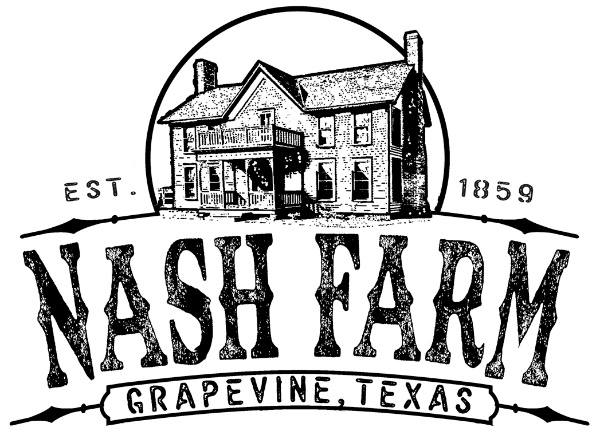 EST. 1859
NASH FARM
GRAPEVINE, TEXAS